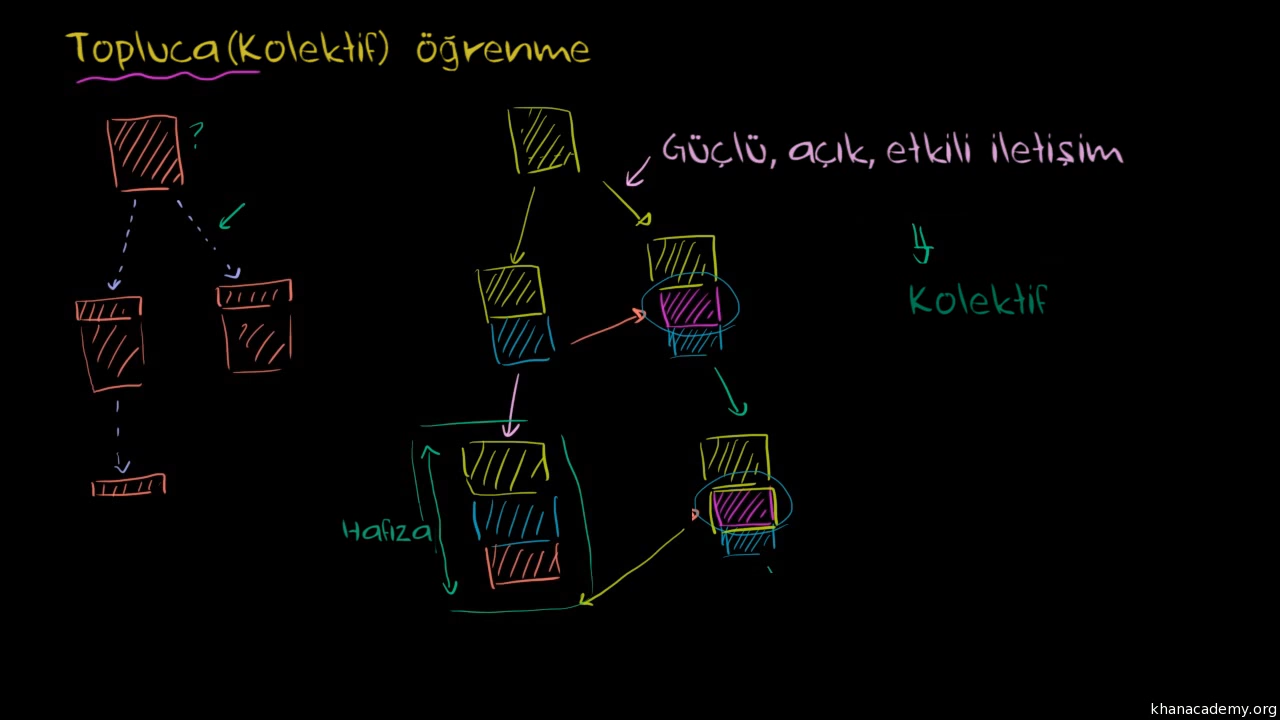 Topluca(Kolektif) öğrenme
?
Güçlü, açık, etkili iletişim
Kolektif
Hafıza
khanacademy.org